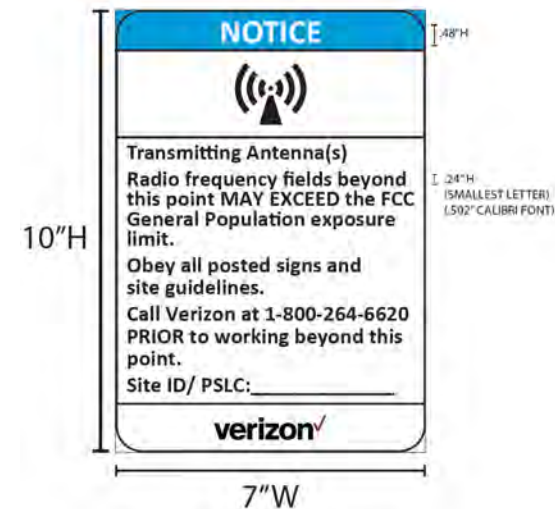 NOTICE
.48"H
Transmitting Antenna(s)
Radio frequency fields beyond
this point MAY EXCEED the FCC
General Population exposure
limit.
.24"H
(SMALLEST LETTER)
(.502" CALIBRI FONT)
10"H
Obey all posted signs and
site guidelines.
Call Verizon at 1-800-264-6620
PRIOR to working beyond this
point.
Site ID/ PSLC:_______________
verizon✓
7"W